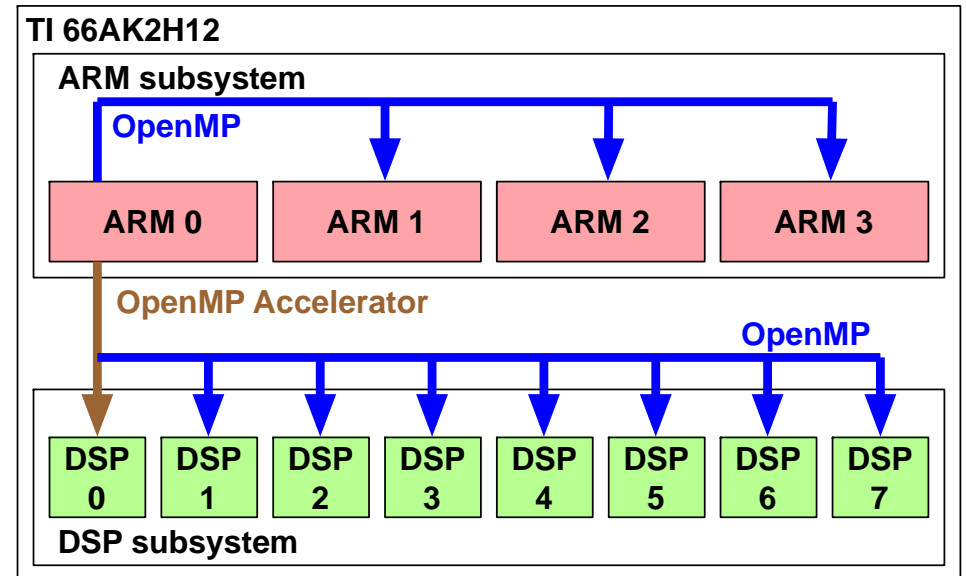 TI 66AK2H12
ARM subsystem
OpenMP
ARM 0
ARM 1
ARM 2
ARM 3
OpenMP Accelerator
OpenMP
DSP
0
DSP
1
DSP
2
DSP
3
DSP
4
DSP
5
DSP
6
DSP
7
DSP subsystem